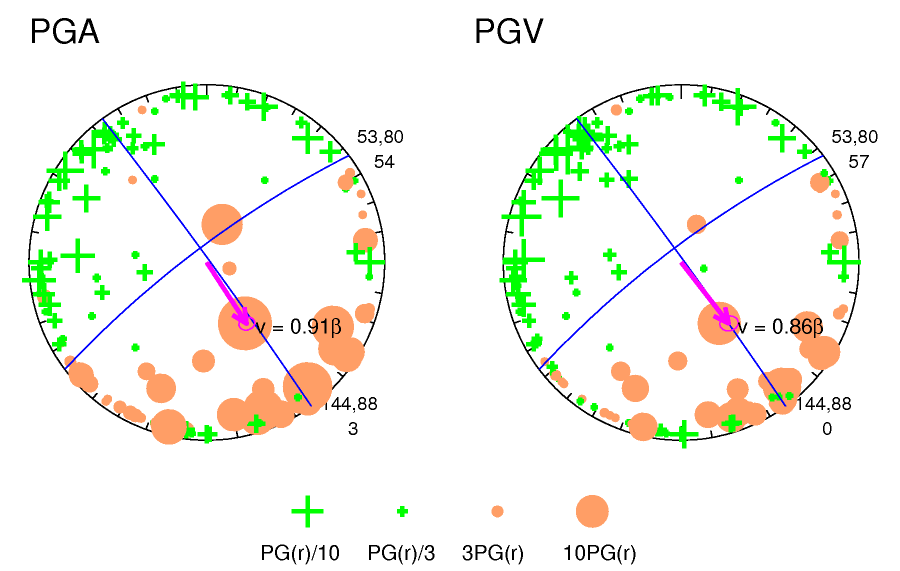 PGA
PGV
53,80
54
53,80
57
v = 0.91β
v = 0.86β
144,88
3
144,88
0
PG(r)/10
PG(r)/3
3PG(r)
10PG(r)